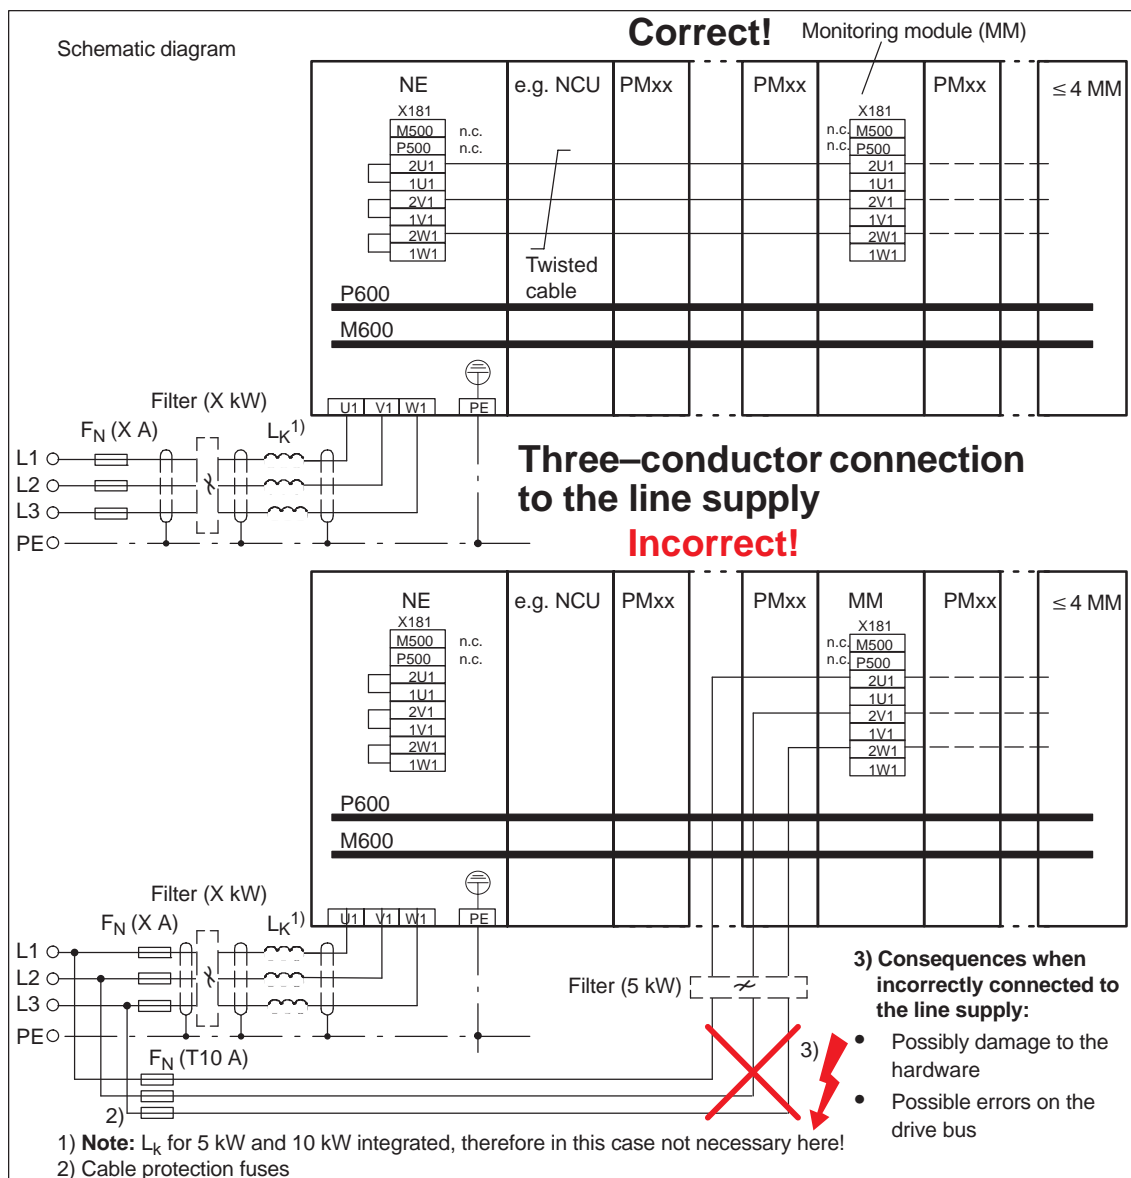 Schematic diagram
Correct!
Monitoring module (MM)
NE
e.g. NCU
PMxx
PMxx
PMxx
≤ 4 MM
X181
M500 n.c.
P500 n.c.
2U1
1U1
2V1
1V1
2W1
1W1
X181
n.c. M500
n.c. P500
2U1
1U1
2V1
1V1
2W1
1W1
Twisted
cable
P600
M600
U1 V1 W1 PE
Filter (X kW)
FN (X A)
LK1)
L1
L2
L3
PE
Three–conductor connection
to the line supply
Incorrect!
NE
e.g. NCU
PMxx
PMxx
MM
PMxx
≤ 4 MM
X181
M500 n.c.
P500 n.c.
2U1
1U1
2V1
1V1
2W1
1W1
X181
n.c. M500
n.c. P500
2U1
1U1
2V1
1V1
2W1
1W1
P600
M600
U1 V1 W1 PE
Filter (X kW)
FN (X A)
LK1)
L1
L2
L3
PE
FN (T10 A)
2)
Filter (5 kW)
3)
3) Consequences when
incorrectly connected to
the line supply:
• Possibly damage to the
hardware
• Possible errors on the
drive bus
1) Note: Lk for 5 kW and 10 kW integrated, therefore in this case not necessary here!
2) Cable protection fuses